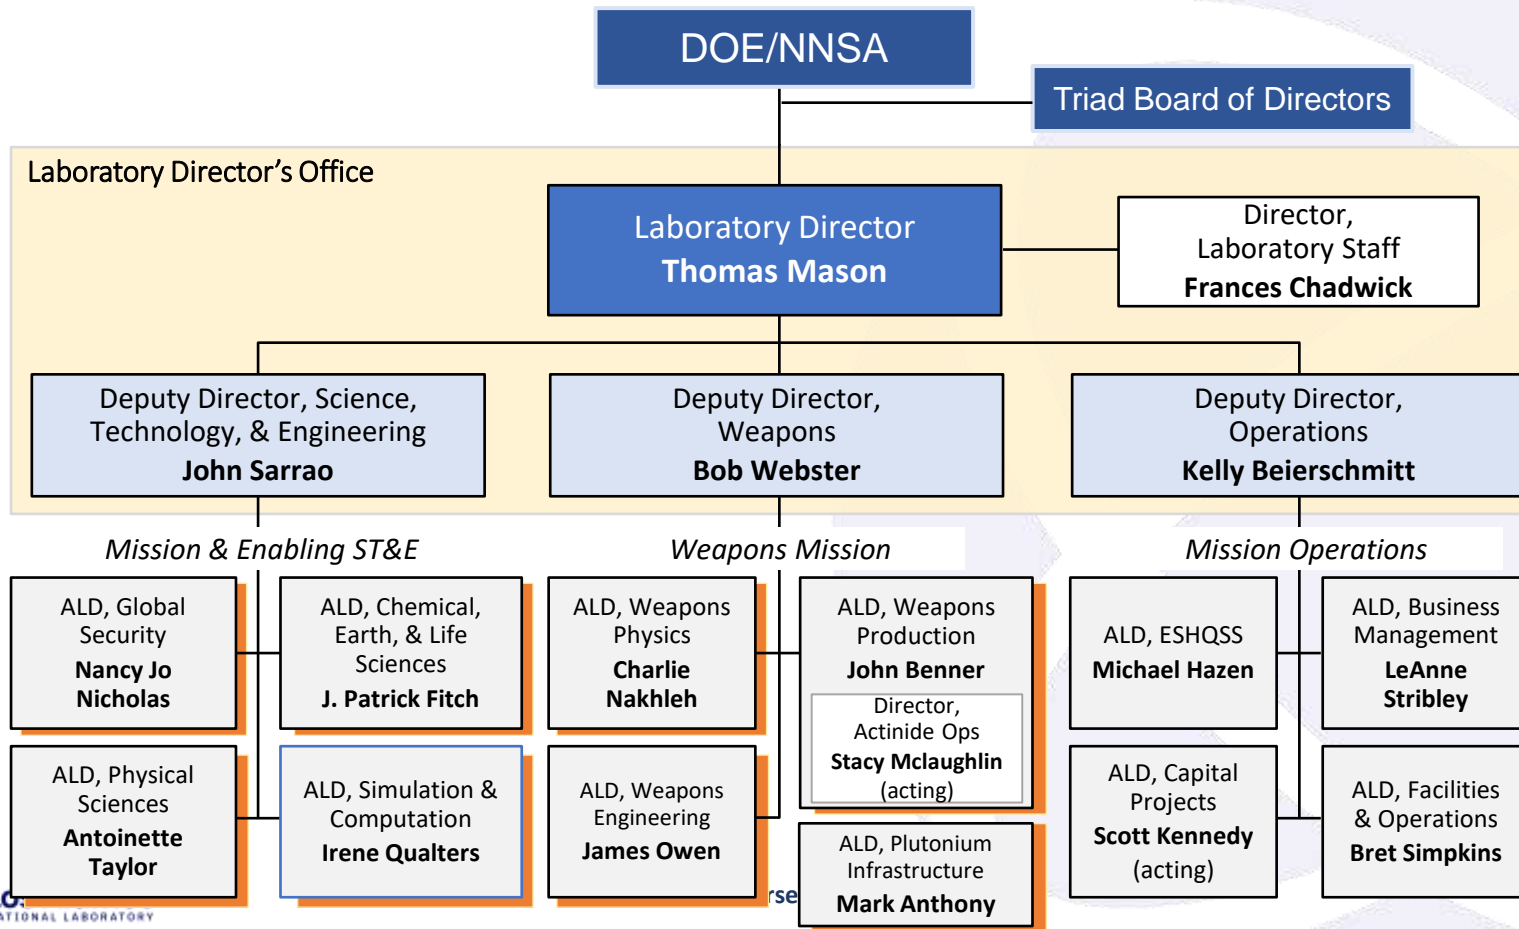 DOE/NNSA
Triad Board of Directors
Laboratory Director’s Office
Laboratory Director
Thomas Mason
Director,
Laboratory Staff
Frances Chadwick
Deputy Director, Science,
Technology, & Engineering
John Sarrao
Deputy Director,
Weapons
Bob Webster
Deputy Director,
Operations
Kelly Beierschmitt
Mission & Enabling ST&E
Weapons Mission
Mission Operations
ALD, Global
Security
Nancy Jo
Nicholas
ALD, Chemical,
Earth, & Life
Sciences
J. Patrick Fitch
ALD, Weapons
Physics
Charlie
Nakhleh
ALD, Weapons
Production
John Benner
Director,
Actinide Ops
Stacy Mclaughlin
(acting)
ALD, ESHQSS
Michael Hazen
ALD, Business
Management
LeAnne
Stribley
ALD, Physical
Sciences
Antoinette
Taylor
ALD, Simulation &
Computation
Irene Qualters
ALD, Weapons
Engineering
James Owen
ALD, Plutonium
Infrastructure
Mark Anthony
ALD, Capital
Projects
Scott Kennedy
(acting)
ALD, Facilities
& Operations
Bret Simpkins
LABORATORY